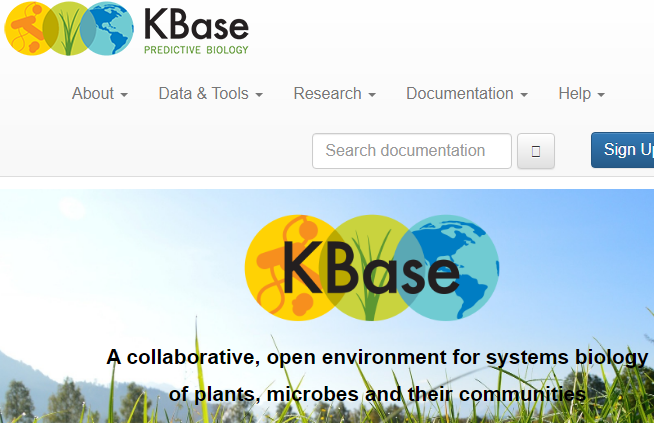 KBase
PREDICTIVE BIOLOGY
About
Data & Tools
Research
Documentation
Help
Search documentation
Sign Up
KBase
A collaborative, open environment for systems biology
of plants, microbes and their communities